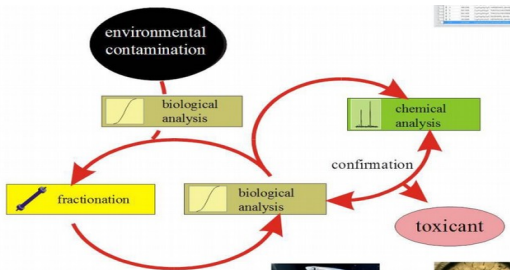 environmental
contamination
biological
analysis
chemical
analysis
confirmation
fractionation
biological
analysis
toxicant